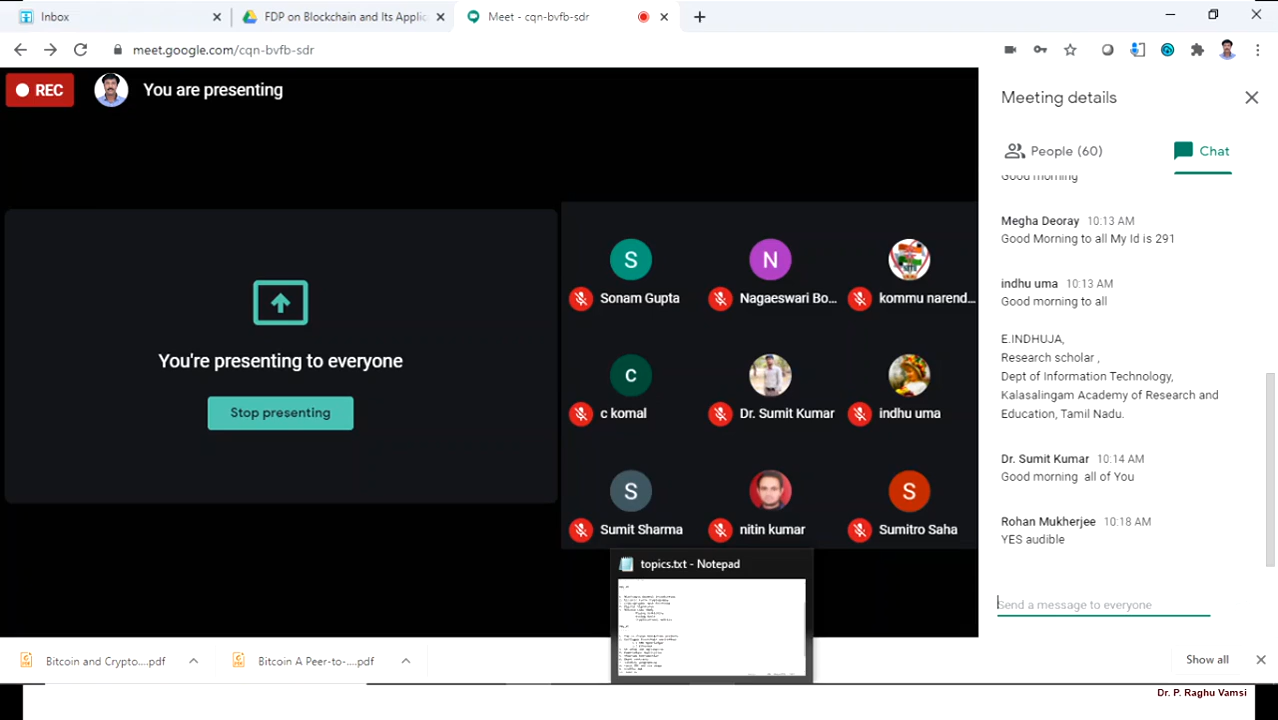 Inbox
FDP on Blockchain and Its Applic
Meet - cqn-bvfb-sdr
meet.google.com/cqn-bvfb-sdr
REC
You are presenting
You're presenting to everyone
Stop presenting
S
Sonam Gupta
N
Nagaeswari Bo...
kommu narend...
c
c komal
Dr. Sumit Kumar
indhu uma
S
Sumit Sharma
nitin kumar
S
Sumitro Saha
topics.txt - Notepad
Meeting details
People (60)
Chat
Good morning
Megha Deoray 10:13 AM
Good Morning to all My Id is 291
indhu uma 10:13 AM
Good morning to all
E.INDHUJA,
Research scholar ,
Dept of Information Technology,
Kalasalingam Academy of Research and
Education, Tamil Nadu.
Dr. Sumit Kumar 10:14 AM
Good morning all of You
Rohan Mukherjee 10:18 AM
YES audible
Send a message to everyone
Bitcoin and Crypto....pdf
Bitcoin A Peer-to-....pdf
Show all
Dr. P. Raghu Vamsi